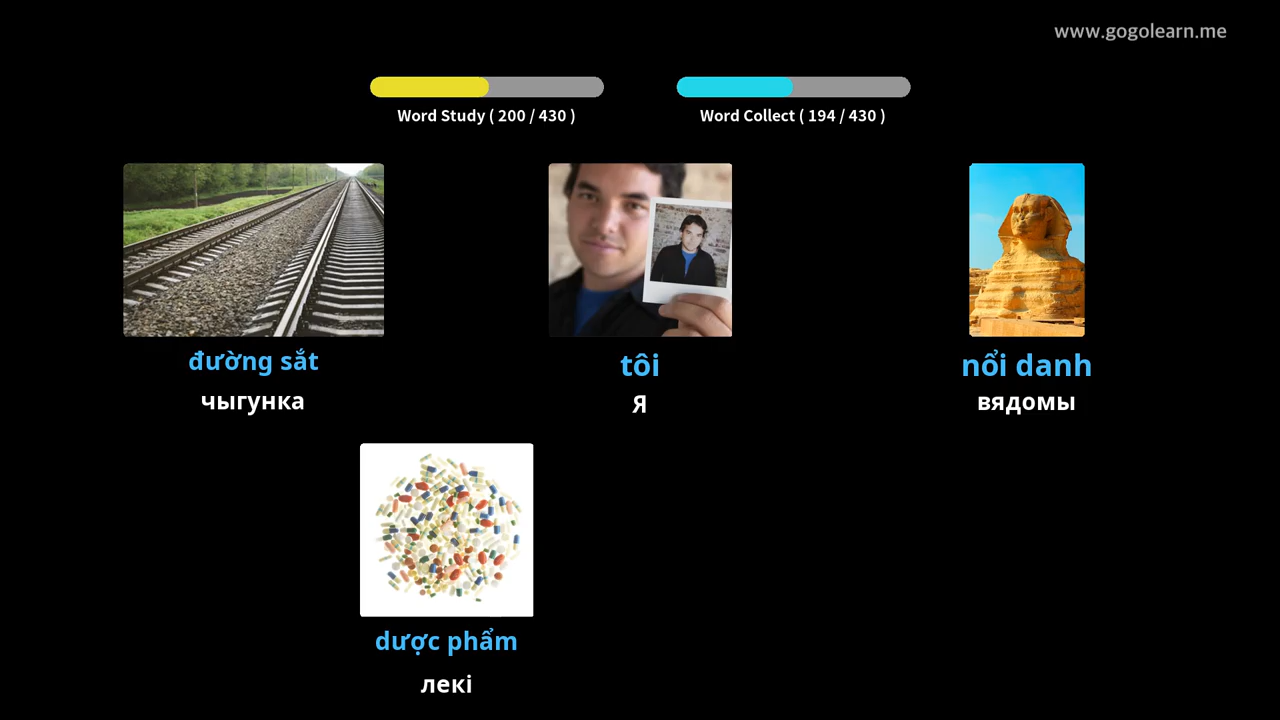 www.gogolearn.me
Word Study ( 200 / 430 )
Word Collect ( 194 / 430 )
đường sắt
чыгунка
tôi
Я
nổi danh
вядомы
dược phẩm
лекі